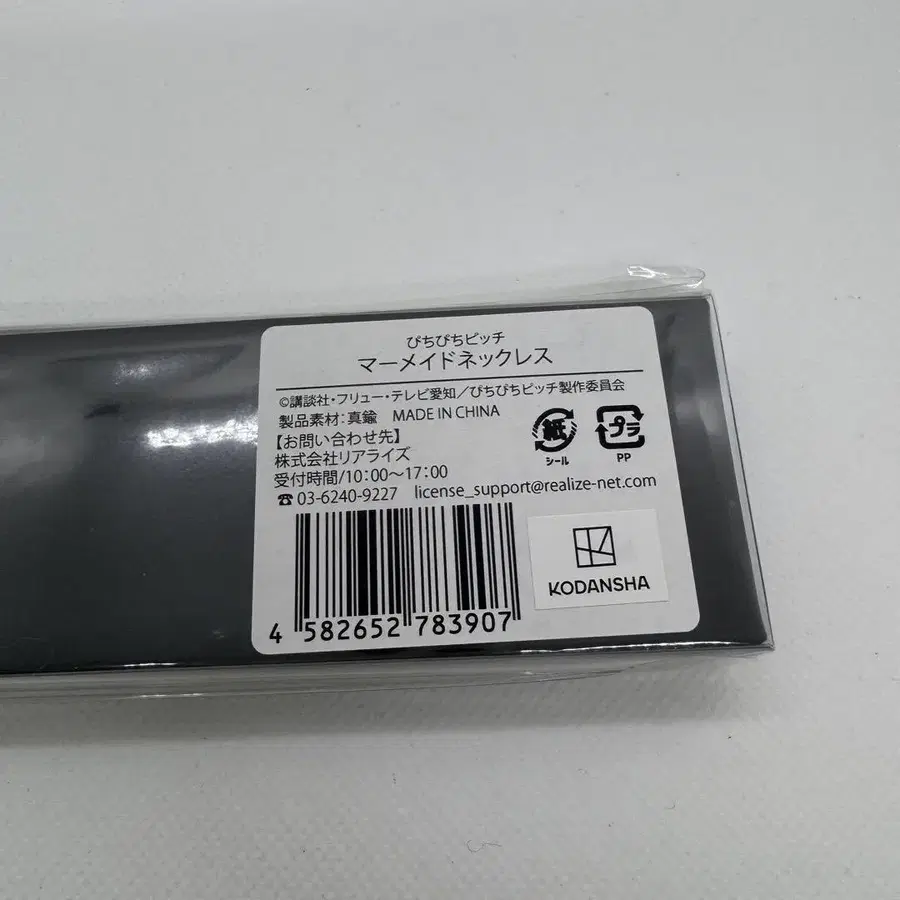 ぴちぴちピッチ
マーメイドネックレス
©講談社・フリュー・テレビ愛知／ぴちぴちピッチ製作委員会
製品素材：真鍮 MADE IN CHINA
【お問い合わせ先】
株式会社リアライズ
受付時間/10:00〜17:00
☎03-6240-9227 license_support@realize-net.com
紙
シール
プラ
PP
4 582652 783907
KODANSHA